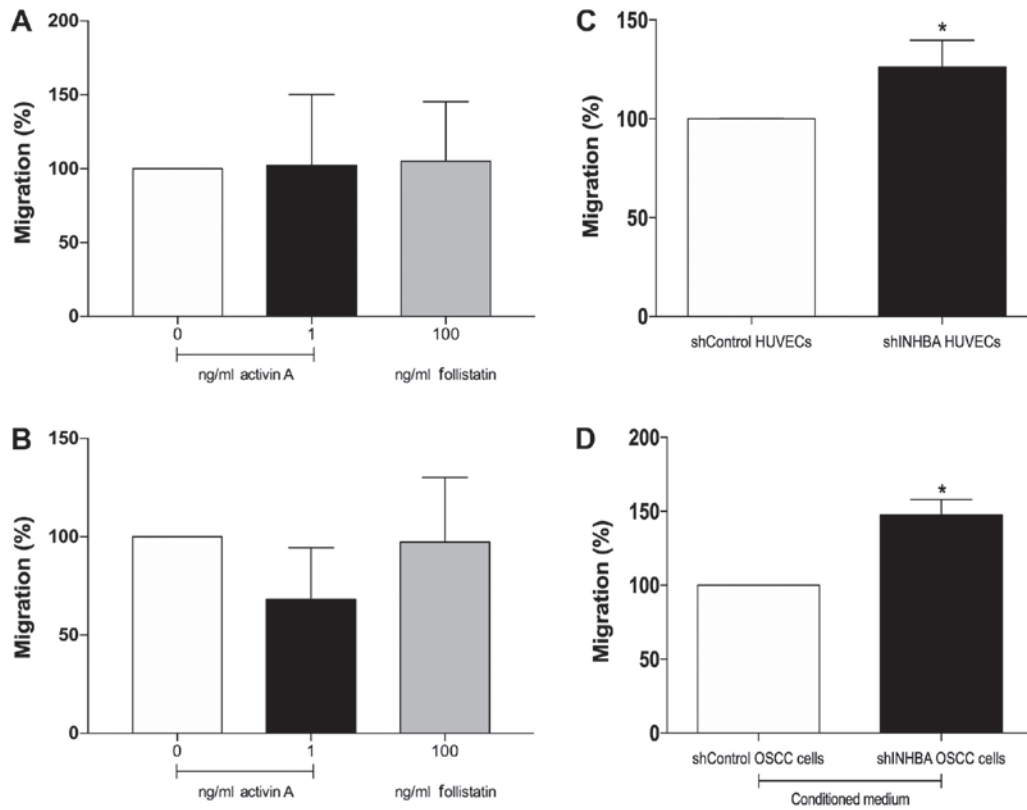 A
Migration (%)
200
150
100
50
0
0 1 100
ng/ml activin A ng/ml follistatin
B
Migration (%)
150
100
50
0
0 1 100
ng/ml activin A ng/ml follistatin
C
Migration (%)
150
100
50
0
*
shControl HUVECs shINHBA HUVECs
D
Migration (%)
200
150
100
50
0
*
shControl OSCC cells shINHBA OSCC cells
Conditioned medium